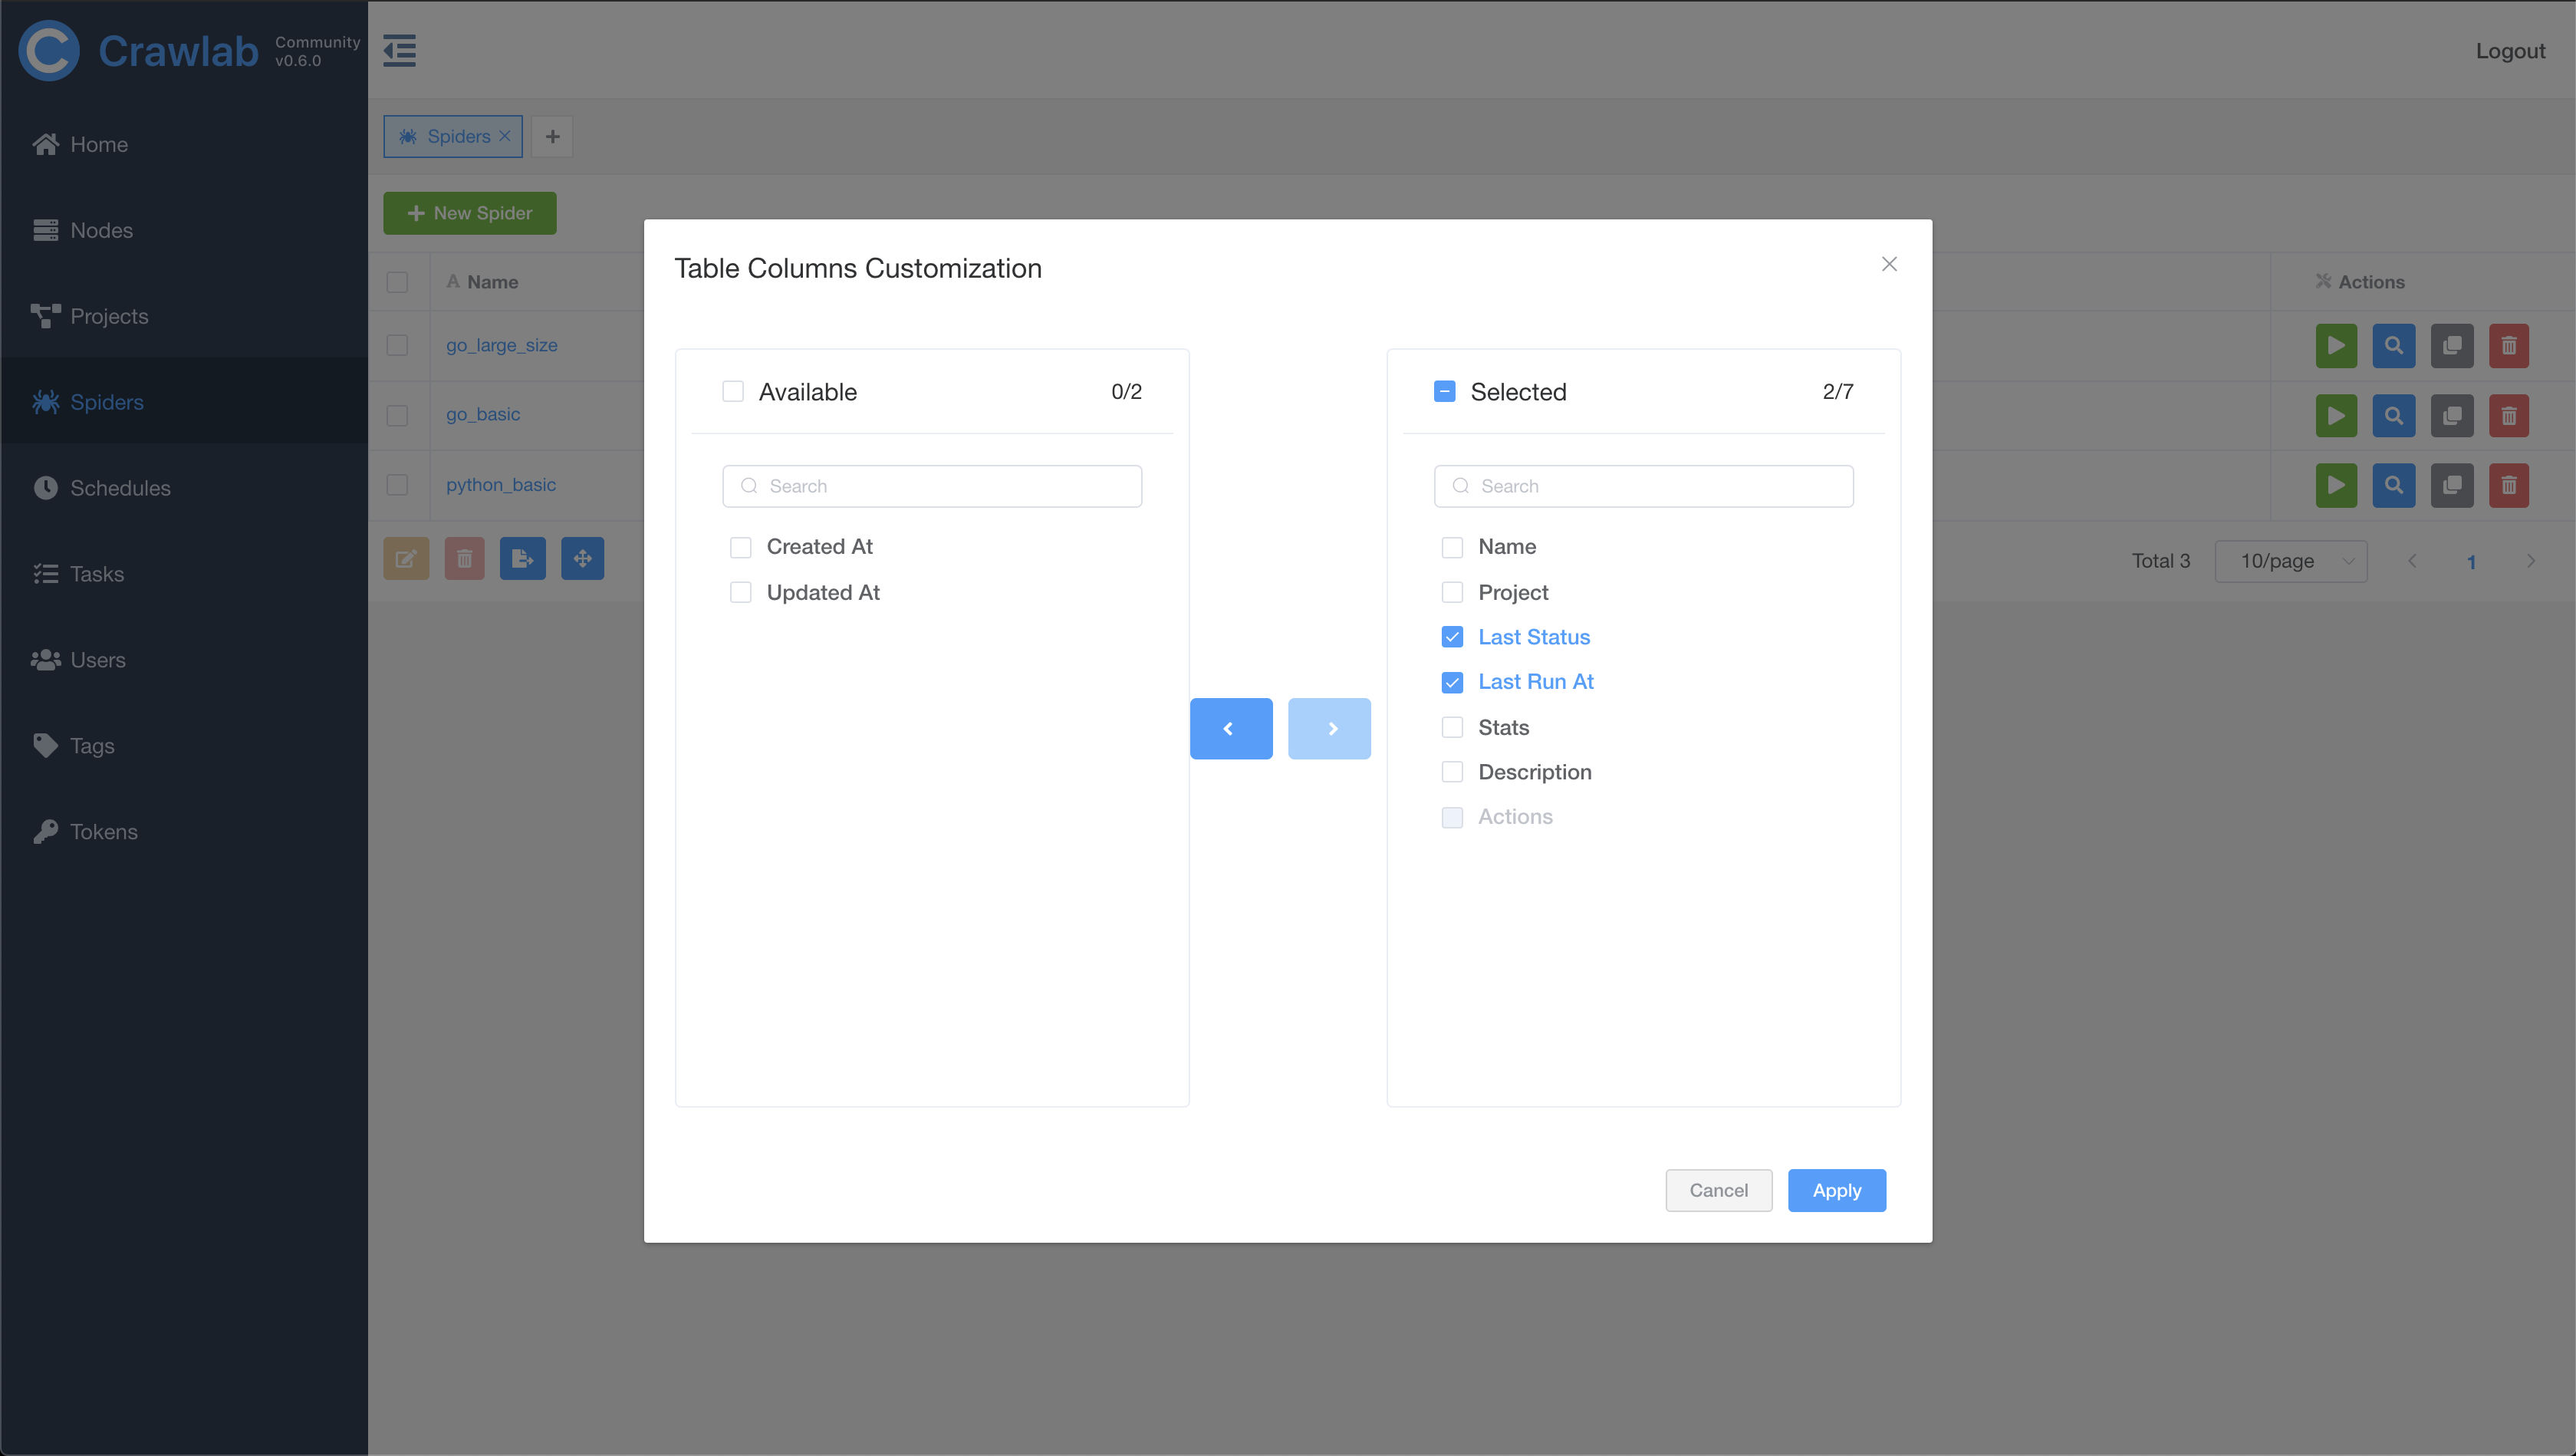 Crawlab
Community
v0.6.0
Logout
Home
Nodes
Projects
Spiders
Schedules
Tasks
Users
Tags
Tokens
Spiders
New Spider
Name
Actions
go_large_size
go_basic
python_basic
Total 3
10/page
1
Table Columns Customization
Available 0/2
Search
Created At
Updated At
Selected 2/7
Search
Name
Project
Last Status
Last Run At
Stats
Description
Actions
Cancel
Apply